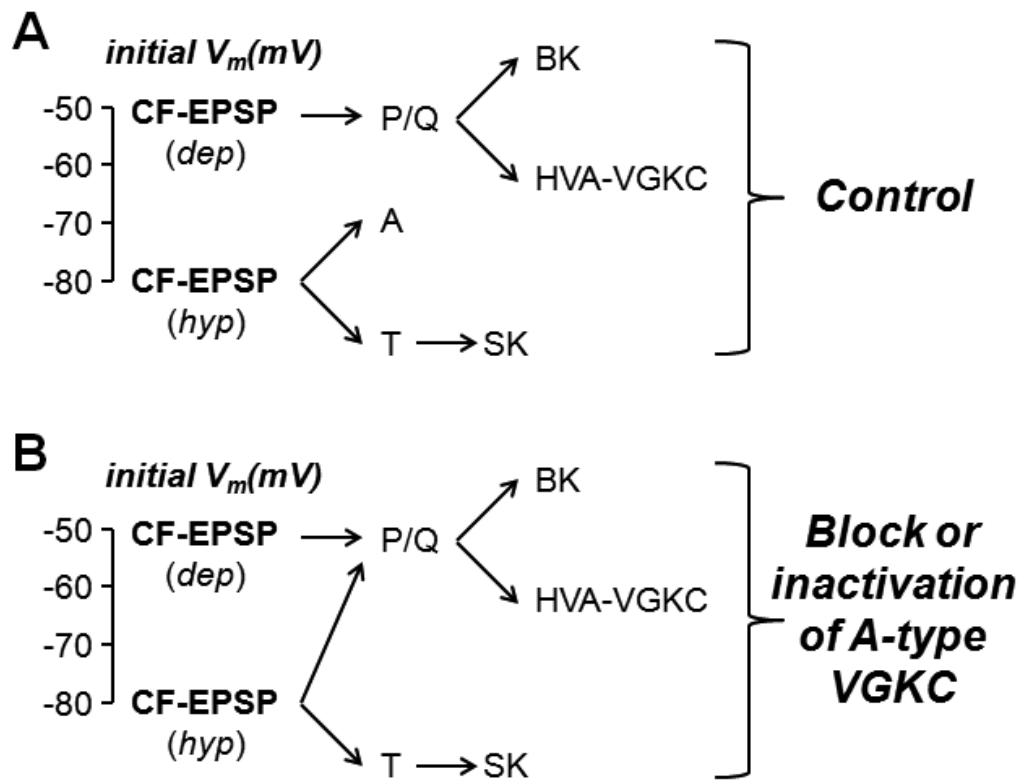 A
initial Vm(mV)
BK
-50 CF-EPSP P/Q
(dep)
-60
HVA-VGKC
Control
-70 A
-80 CF-EPSP
(hyp)
T SK
B
initial Vm(mV)
BK
-50 CF-EPSP P/Q
(dep)
-60
HVA-VGKC
Block or
inactivation
of A-type
VGKC
-70
-80 CF-EPSP
(hyp)
T SK